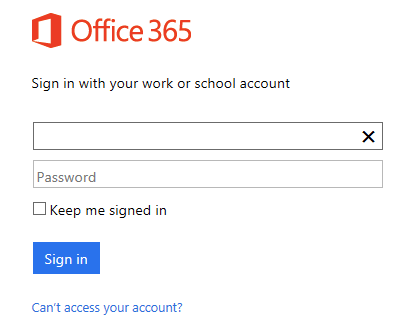 Office 365
Sign in with your work or school account
Password
Keep me signed in
Sign in
Can't access your account?